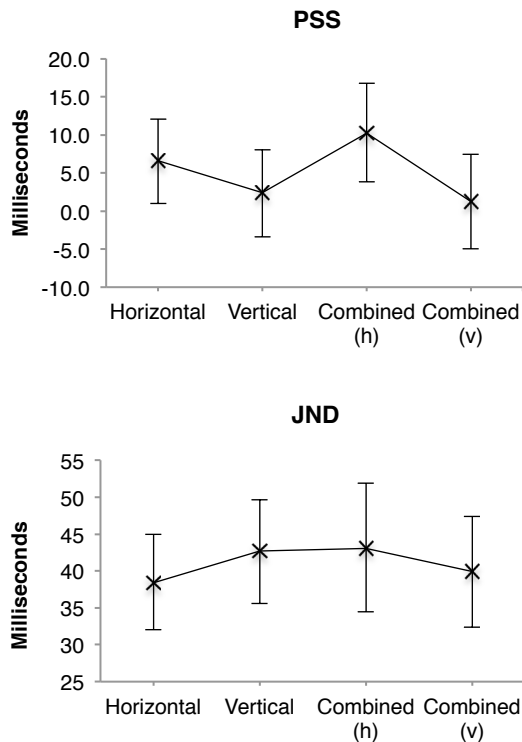 PSS
20.0
15.0
10.0
5.0
0.0
-5.0
-10.0
Milliseconds
Horizontal Vertical Combined Combined
(h) (v)
JND
55
50
45
40
35
30
25
Milliseconds
Horizontal Vertical Combined Combined
(h) (v)